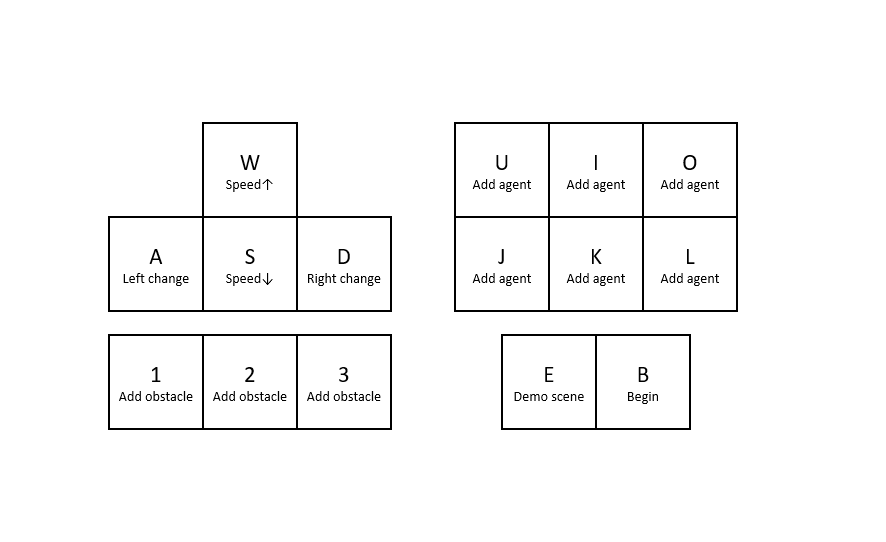 W
Speed↑
A
Left change
S
Speed↓
D
Right change
1
Add obstacle
2
Add obstacle
3
Add obstacle
U
Add agent
I
Add agent
O
Add agent
J
Add agent
K
Add agent
L
Add agent
E
Demo scene
B
Begin